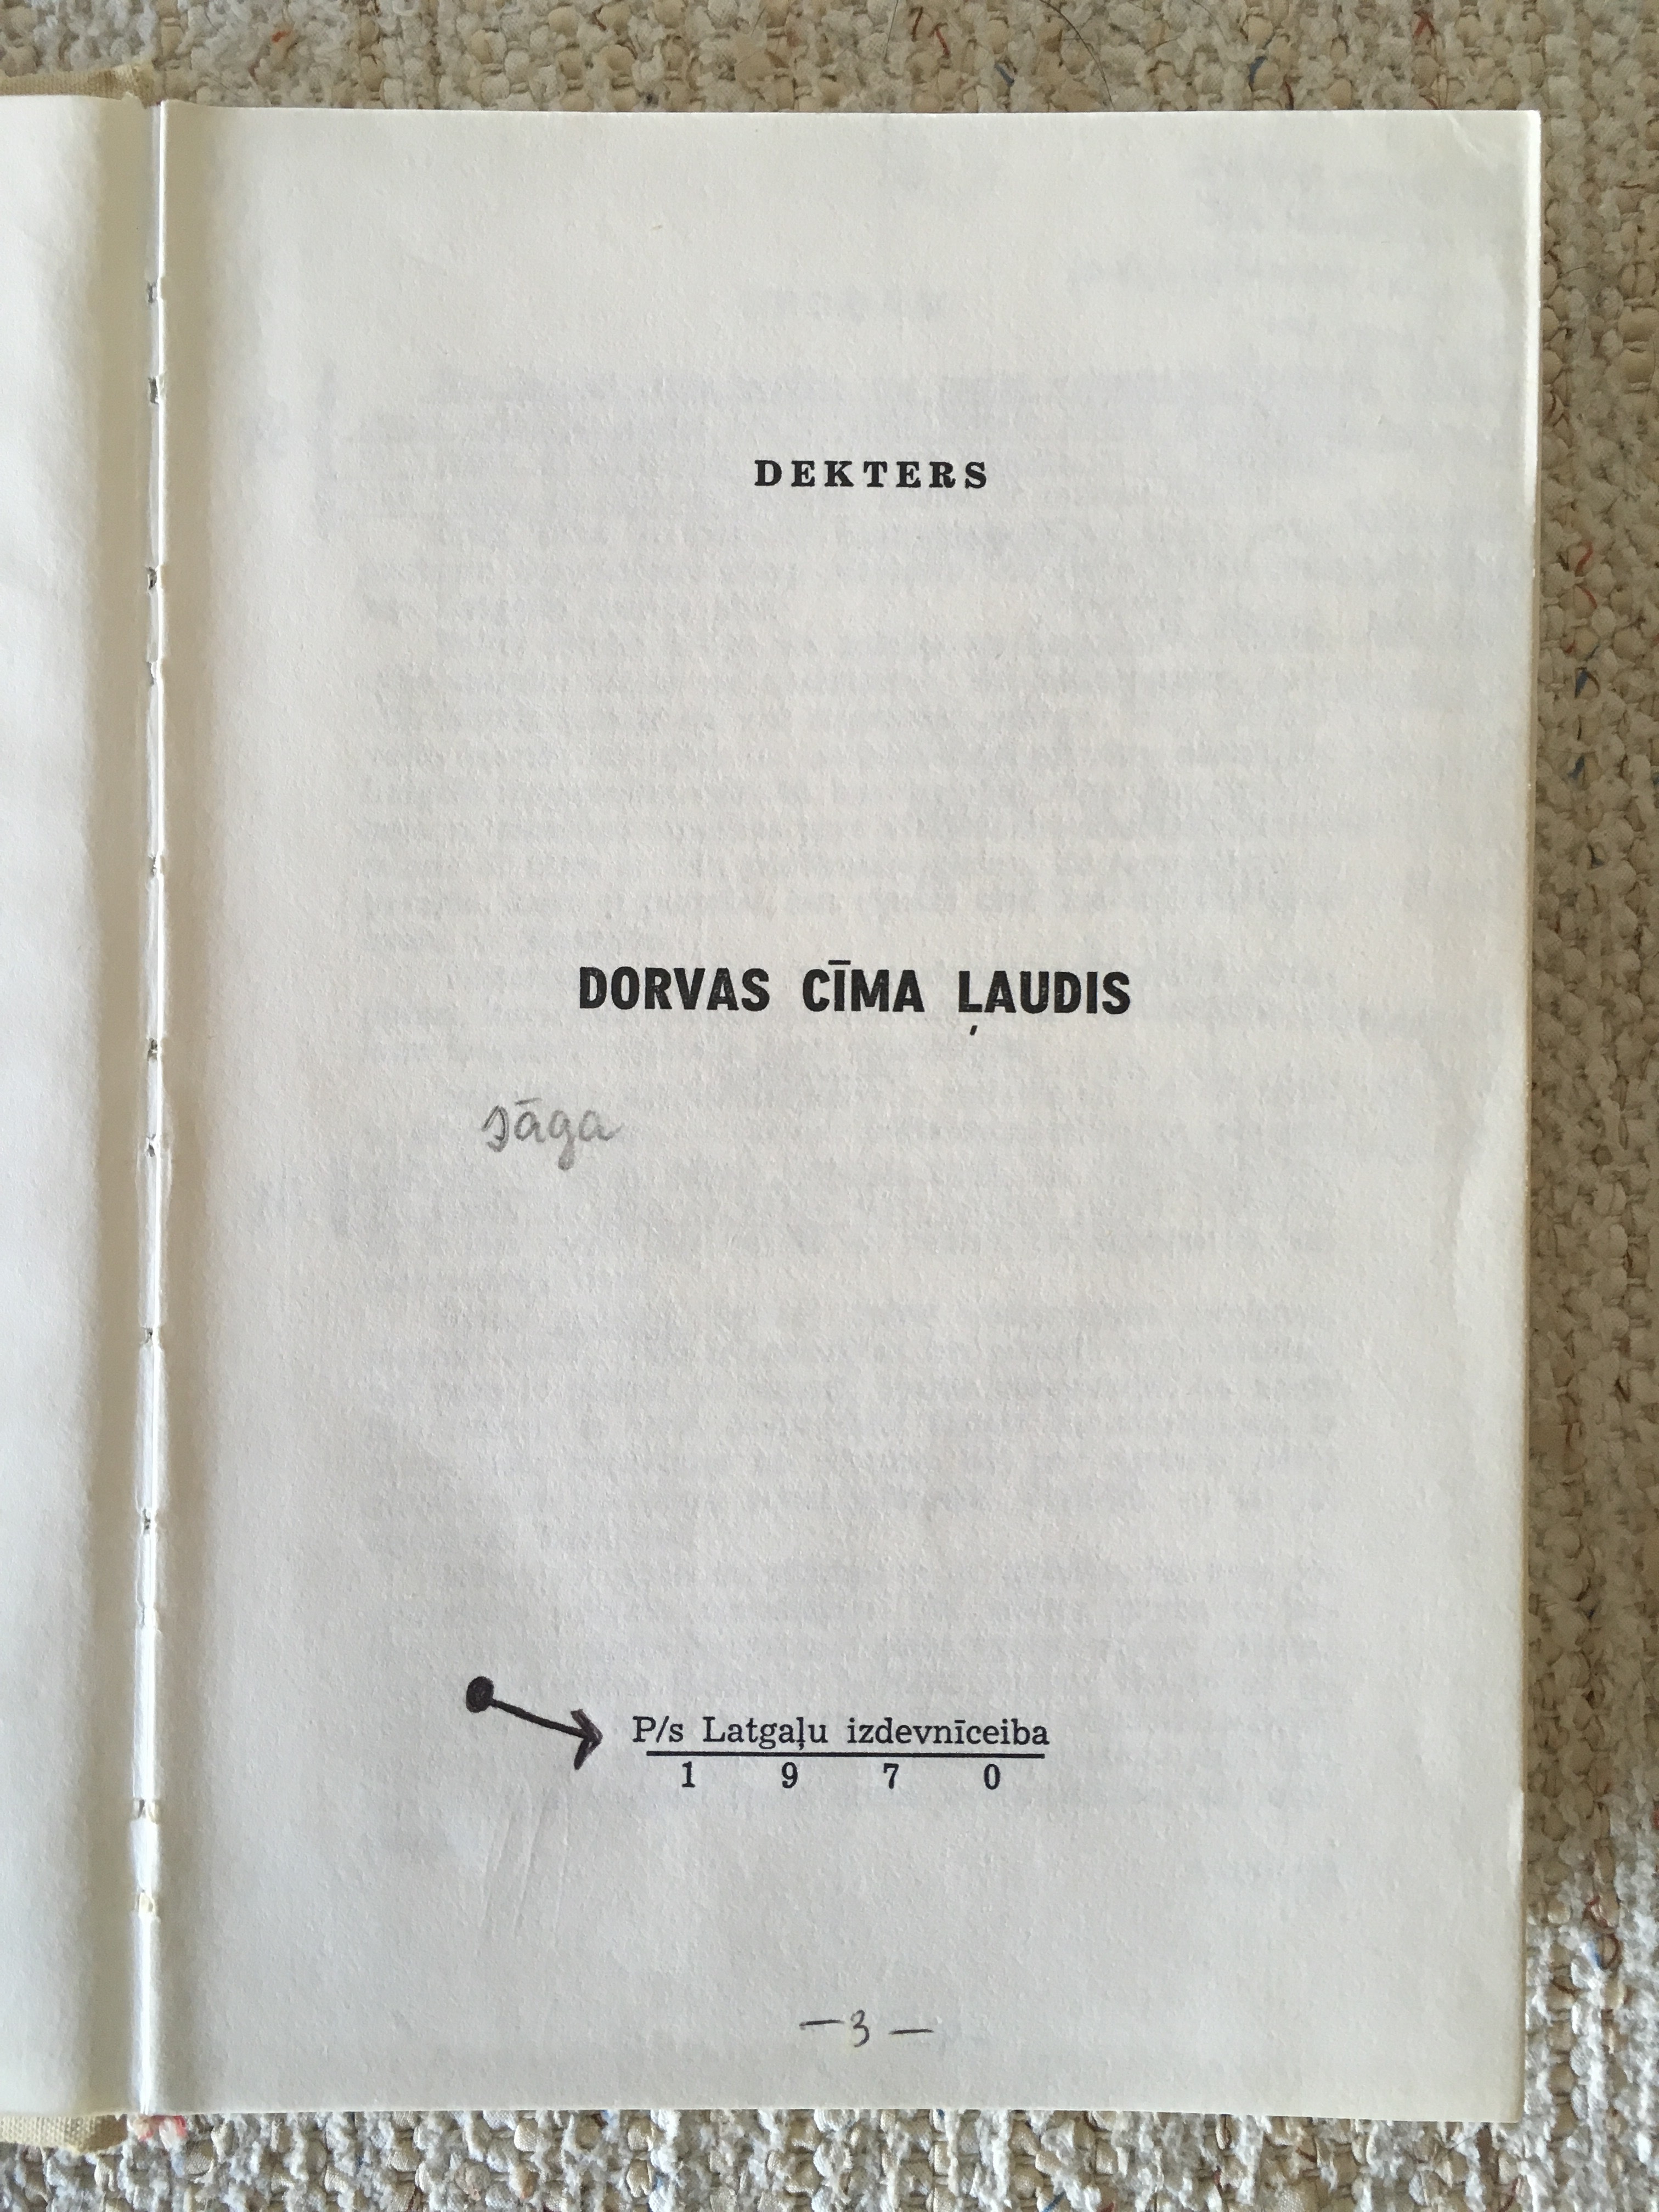 DEKTERS
DORVAS CĪMA ĻAUDIS
sāga
P/s Latgaļu izdevnīceiba
1 9 7 0
— 3 —